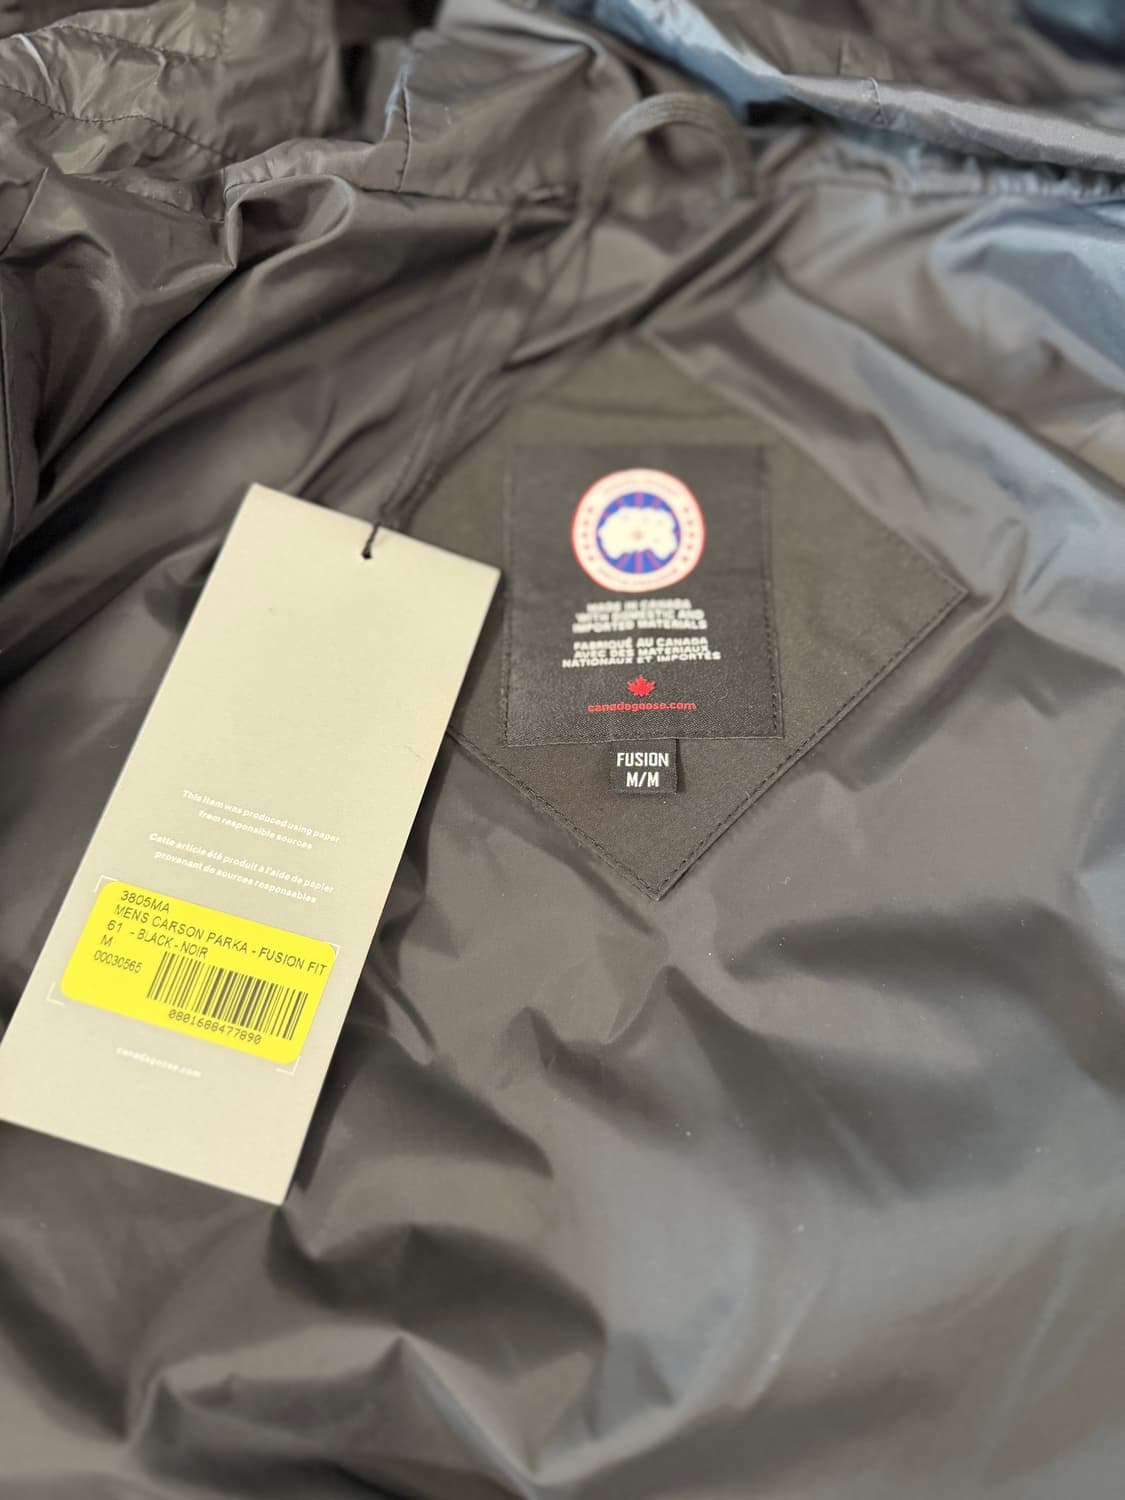 MADE IN CANADA
WITH DOMESTIC AND
IMPORTED MATERIALS
FABRIQUÉ AU CANADA
AVEC DES MATERIAUX
NATIONAUX ET IMPORTÉS
canadagoose.com
FUSION
M/M
This item was produced using paper
from responsible sources
Cette article été produit à l'aide de papier
provenant de sources responsables
3805MA
MENS CARSON PARKA - FUSION FIT
61 - BLACK - NOIR
M
00030565
0801688477890
canadagoose.com